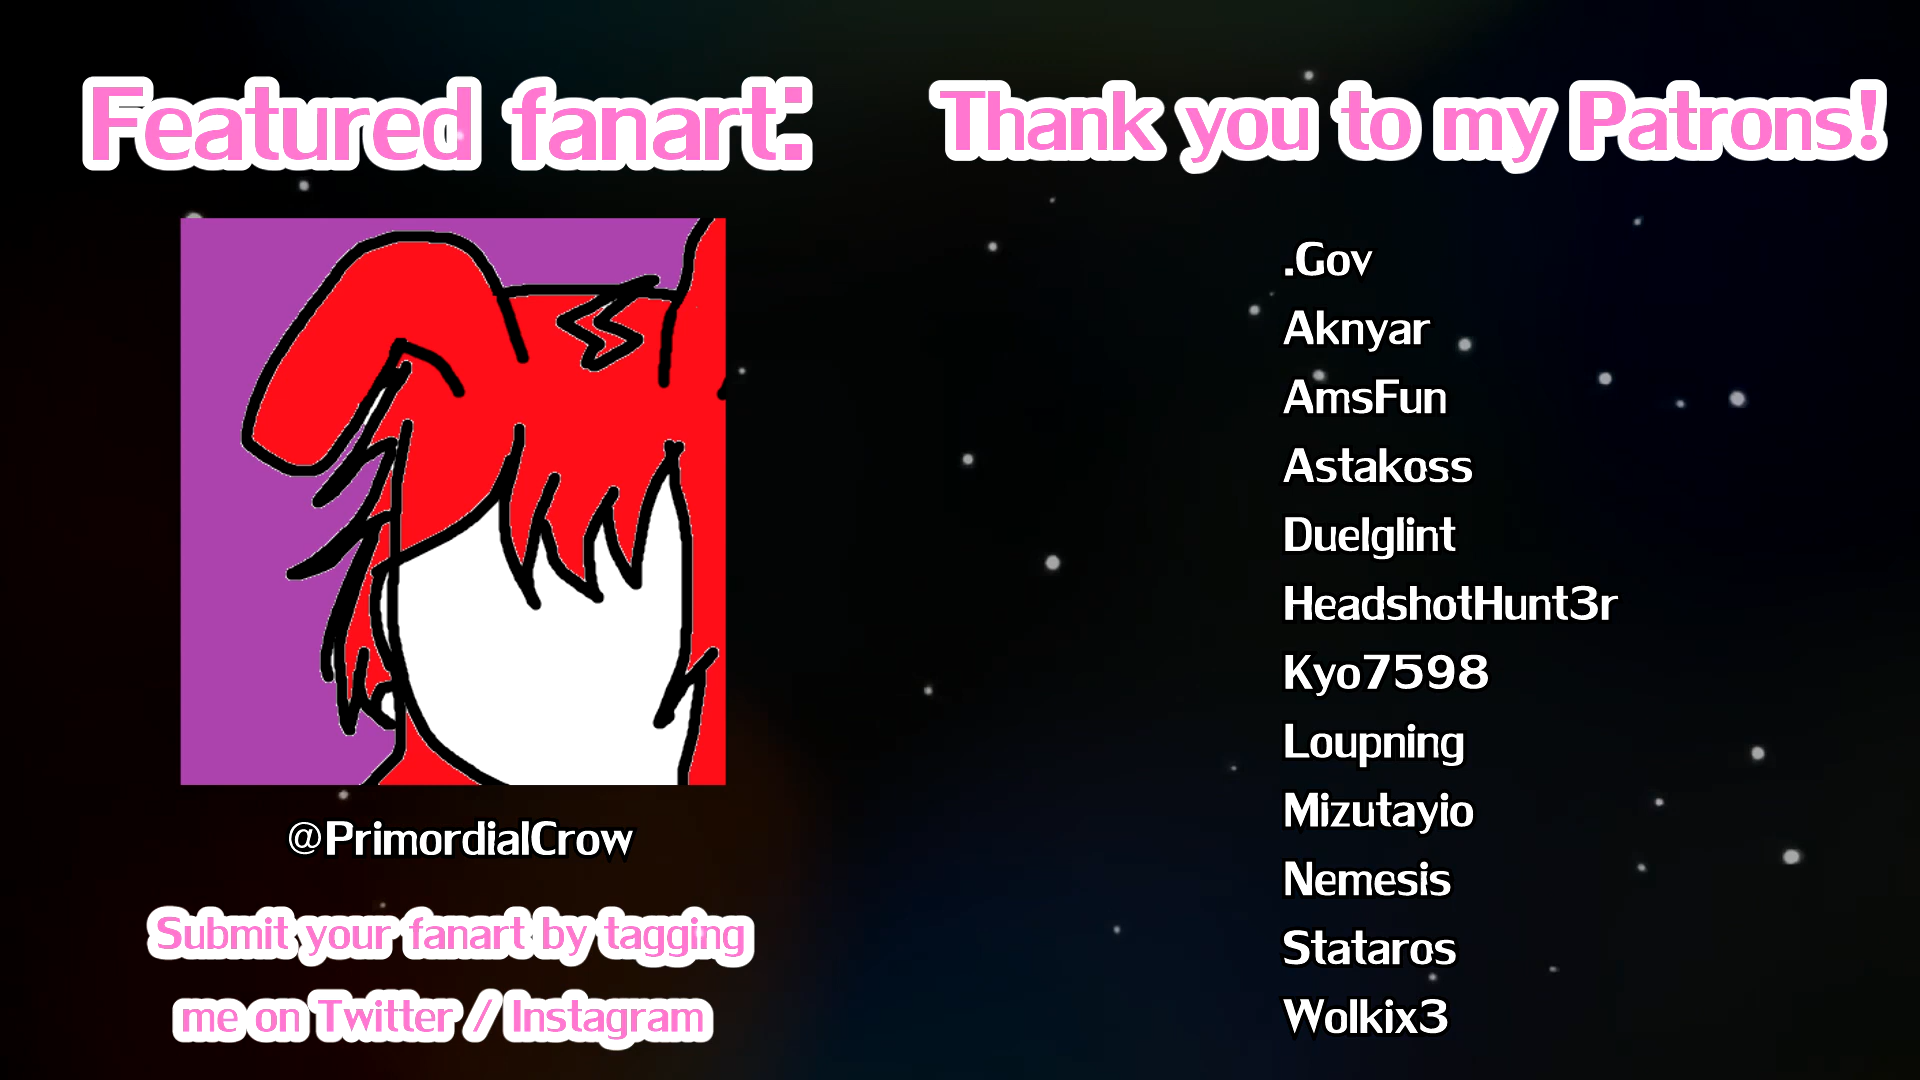 Featured fanart:
@PrimordialCrow
Submit your fanart by tagging
me on Twitter / Instagram
Thank you to my Patrons!
.Gov
Aknyar
AmsFun
Astakoss
Duelglint
HeadshotHunt3r
Kyo7598
Loupning
Mizutayio
Nemesis
Stataros
Wolkix3